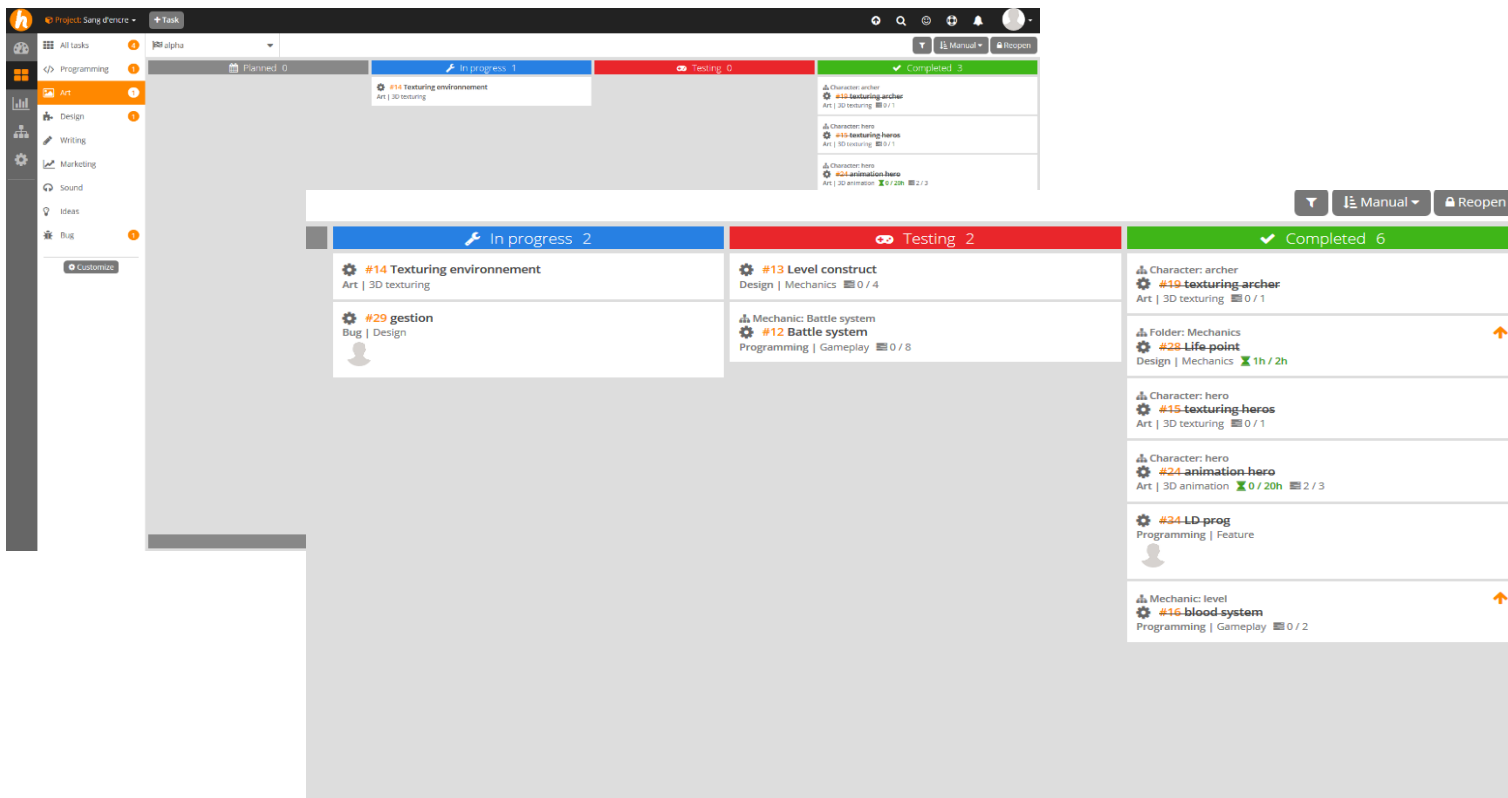 h
Project: Sang d'encre
+Task
All tasks 4
Programming 1
Art 1
Design 1
Writing
Marketing
Sound
Ideas
Bug 1
Customize
alpha
Manual
Reopen
Planned 0
In progress 1
Testing 0
Completed 3
#14 Texturing environnement
Art | 3D texturing
Character: archer
#19 texturing archer
Art | 3D texturing 0 / 1
Character: hero
#15 texturing heros
Art | 3D texturing 0 / 1
Character: hero
#24 animation hero
Art | 3D animation 0 / 20h 2 / 3
Manual
Reopen
In progress 2
#14 Texturing environnement
Art | 3D texturing
#29 gestion
Bug | Design
Testing 2
#13 Level construct
Design | Mechanics 0 / 4
Mechanic: Battle system
#12 Battle system
Programming | Gameplay 0 / 8
Completed 6
Character: archer
#19 texturing archer
Art | 3D texturing 0 / 1
Folder: Mechanics
#28 Life point
Design | Mechanics 1h / 2h
Character: hero
#15 texturing heros
Art | 3D texturing 0 / 1
Character: hero
#24 animation hero
Art | 3D animation 0 / 20h 2 / 3
#34 LD prog
Programming | Feature
Mechanic: level
#16 blood system
Programming | Gameplay 0 / 2